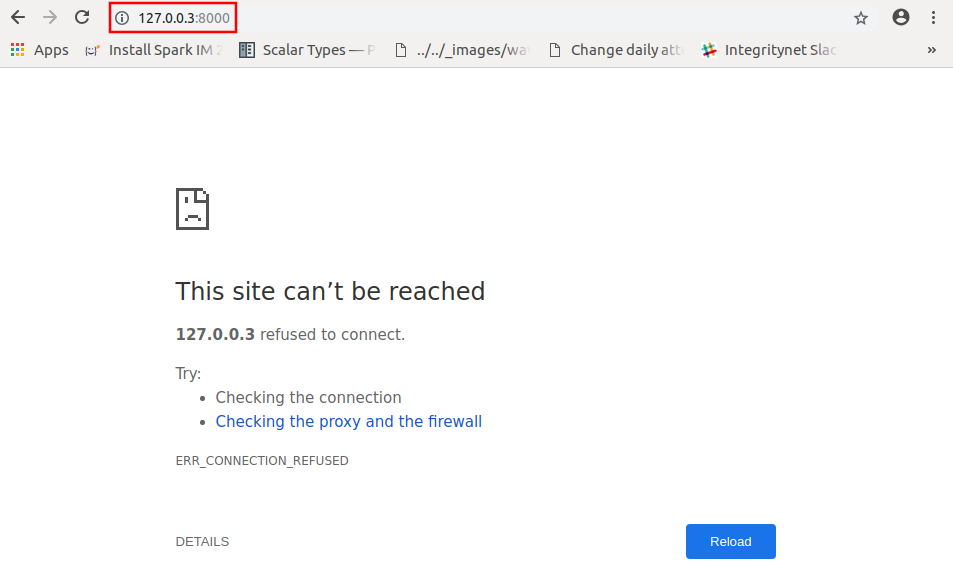 127.0.0.3:8000
Apps Install Spark IM Scalar Types — ../../_images/wa Change daily Integritynet Slac »
This site can’t be reached
127.0.0.3 refused to connect.
Try:
• Checking the connection
• Checking the proxy and the firewall
ERR_CONNECTION_REFUSED
DETAILS Reload